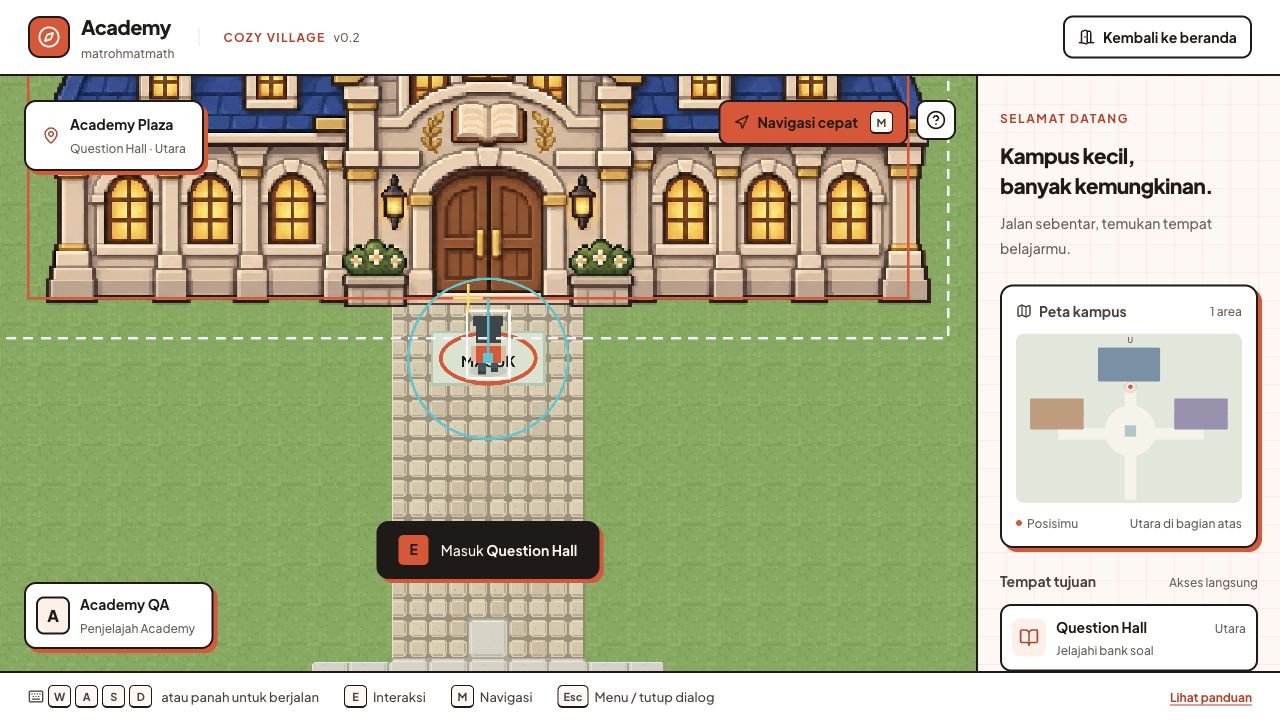 Academy
matrohmatmath
COZY VILLAGE v0.2
Kembali ke beranda
Academy Plaza
Question Hall · Utara
Navigasi cepat M
?
MASUK
E Masuk Question Hall
A
Academy QA
Penjelajah Academy
SELAMAT DATANG
Kampus kecil,
banyak kemungkinan.
Jalan sebentar, temukan tempat
belajarmu.
Peta kampus 1 area
U
Posisimu Utara di bagian atas
Tempat tujuan Akses langsung
Question Hall Utara
Jelajahi bank soal
W A S D atau panah untuk berjalan E Interaksi M Navigasi Esc Menu / tutup dialog Lihat panduan